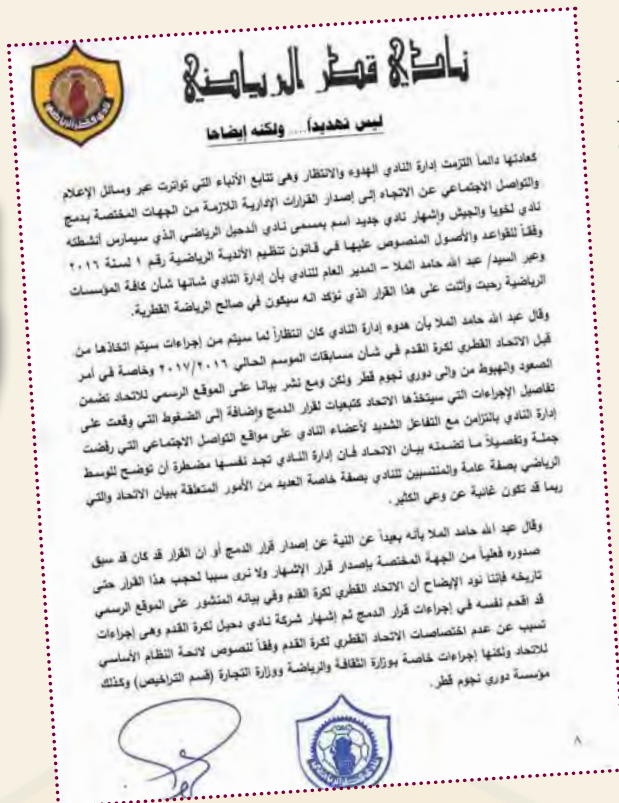 نادي قطر الرياضي
ليس تهديداً.... ولكنه إيضاحا
كعادتها دائماً التزمت إدارة النادي الهدوء والانتظار وهي تتابع الأنباء التي تواترت عبر وسائل الإعلام
والتواصل الاجتماعي عن الاتجاه إلى إصدار القرارات الإدارية اللازمة من الجهات المختصة بدمج
نادي لخويا والجيش وإشهار نادي جديد اسم بمسمى نادي الدحيل الرياضي الذي سيمارس أنشطته
وفقاً للقواعد والأصول المنصوص عليها في قانون تنظيم الأندية الرياضية رقم ١ لسنة ٢٠١٦
وعبر السيد/ عبد الله حامد الملا – المدير العام للنادي بأن إدارة النادي شانها شأن كافة المؤسسات
الرياضية رحبت وأثنت على هذا القرار الذي نؤكد انه سيكون في صالح الرياضة القطرية.
وقال عبد الله حامد الملا بأن هدوء إدارة النادي كان انتظاراً لما سيتم من إجراءات سيتم اتخاذها من
قبل الاتحاد القطري لكرة القدم في شأن مسابقات الموسم الحالي ٢٠١٧/٢٠١٦ وخاصة في أمر
الصعود والهبوط من والى دوري نجوم قطر ولكن ومع نشر بيانا على الموقع الرسمي للاتحاد تضمن
تفاصيل الإجراءات التي سيتخذها الاتحاد كتبعيات لقرار الدمج وإضافة إلى الضغوط التي وقعت على
إدارة النادي بالتزامن مع التفاعل الشديد لأعضاء النادي على مواقع التواصل الاجتماعي التي رفضت
جملة وتفصيلاً ما تضمنه بيان الاتحاد فان إدارة النادي تجد نفسها مضطرة أن توضح للوسط
الرياضي بصفة عامة والمنتسبين للنادي بصفة خاصة العديد من الأمور المتعلقة ببيان الاتحاد والتي
ربما قد تكون غائبة عن وعي الكثير.
وقال عبد الله حامد الملا بأنه بعيداً عن النية عن إصدار قرار الدمج أو ان القرار قد كان قد سبق
صدوره فعلياً من الجهة المختصة بإصدار قرار الإشهار ولا نرى سببا لحجب هذا القرار حتى
تاريخه فإننا نود الإيضاح أن الاتحاد القطري لكرة القدم وفي بيانه المنشور على الموقع الرسمي
قد اقحم نفسه في إجراءات قرار الدمج ثم إشهار شركة نادي دحيل لكرة القدم وهى إجراءات
تسيب عن عدم اختصاصات الاتحاد القطري لكرة القدم وفقاً لنصوص لائحة النظام الأساسي
للاتحاد ولكنها إجراءات خاصة بوزارة الثقافة والرياضة ووزارة التجارة (قسم التراخيص) وكذلك
مؤسسة دوري نجوم قطر.
٨